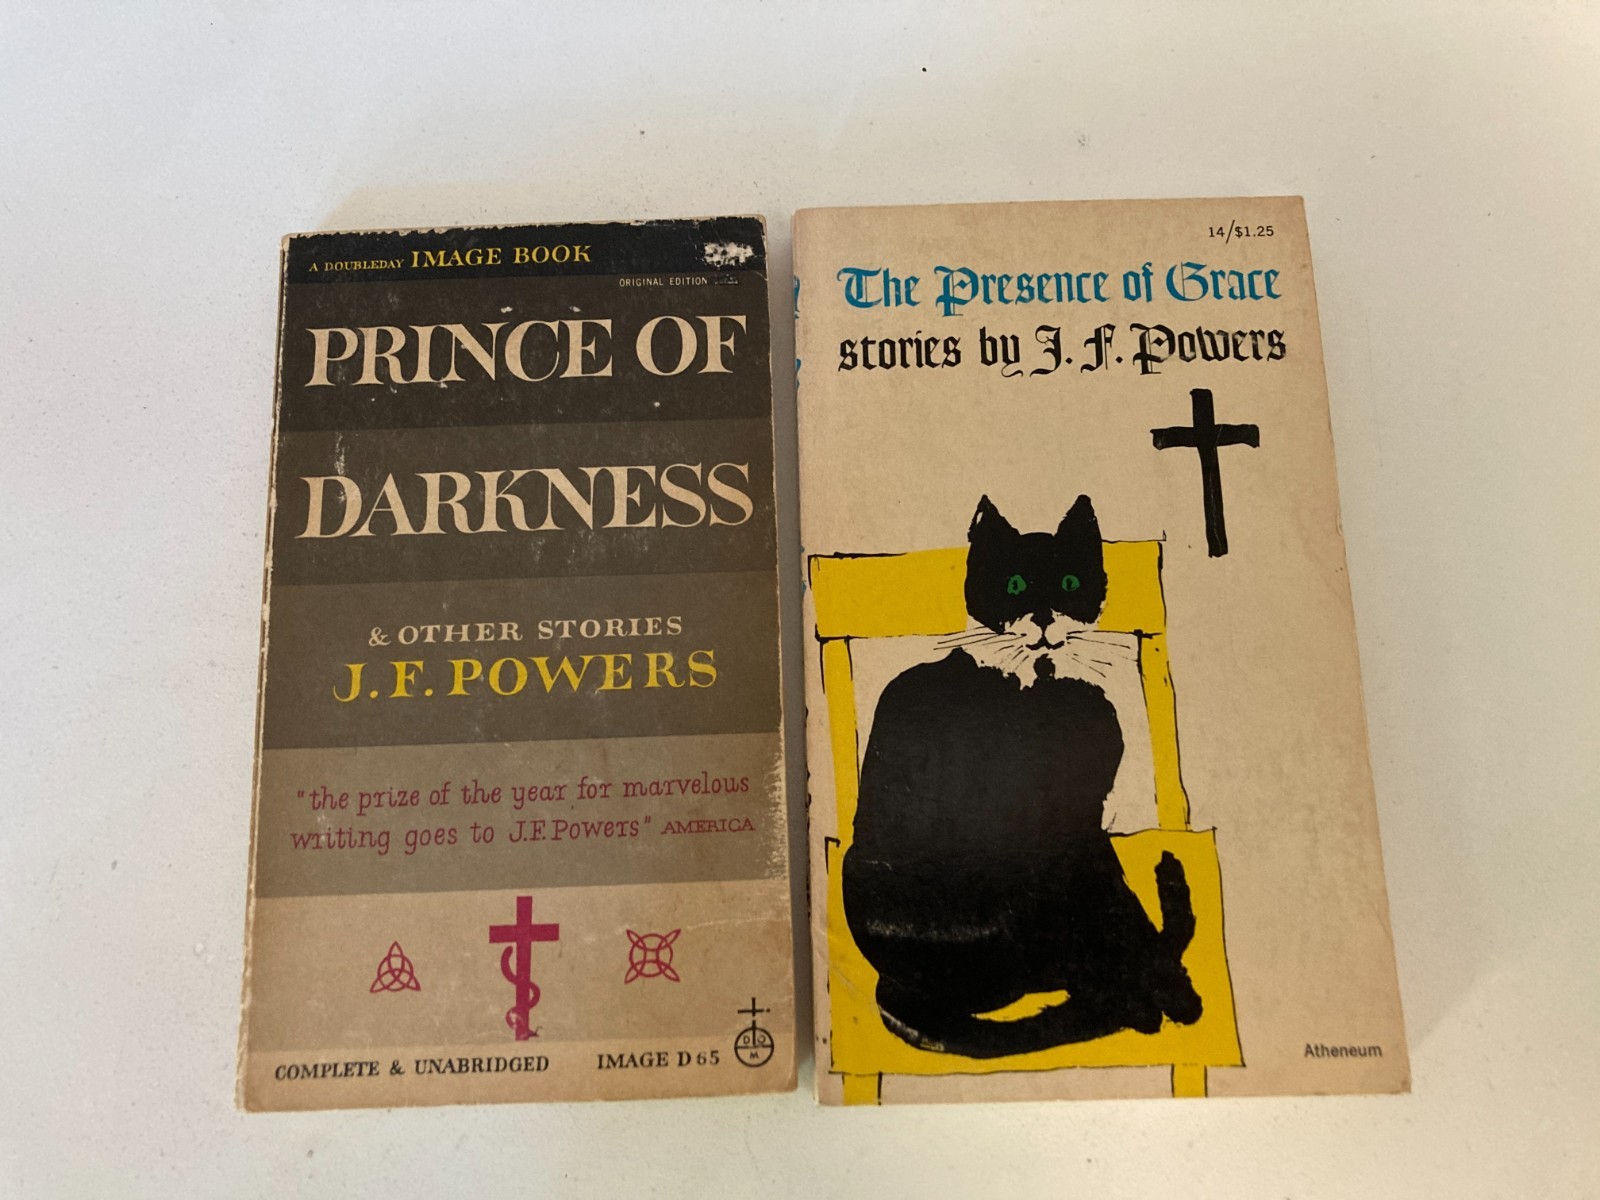 A DOUBLEDAY IMAGE BOOK
ORIGINAL EDITION
PRINCE OF
DARKNESS
& OTHER STORIES
J. F. POWERS
"the prize of the year for marvelous
writing goes to J.F. Powers" AMERICA
COMPLETE & UNABRIDGED
IMAGE D 65
D O
M
14/$1.25
The Presence of Grace
stories by J. F. Powers
Atheneum